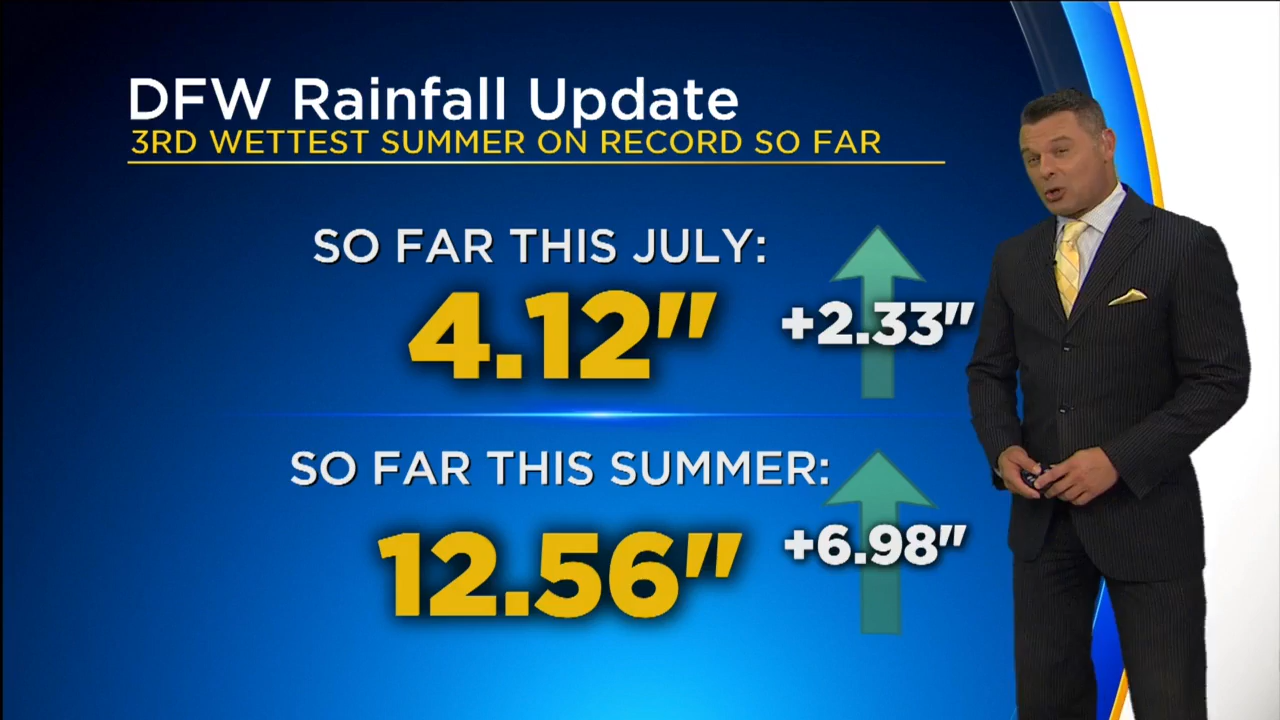 DFW Rainfall Update
3RD WETTEST SUMMER ON RECORD SO FAR
SO FAR THIS JULY:
4.12" +2.33"
SO FAR THIS SUMMER:
12.56" +6.98"